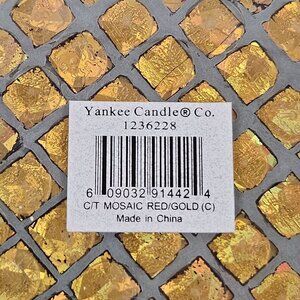 Yankee Candle® Co.
1236228
6 09032 91442 4
C/T MOSAIC RED/GOLD (C)
Made in China